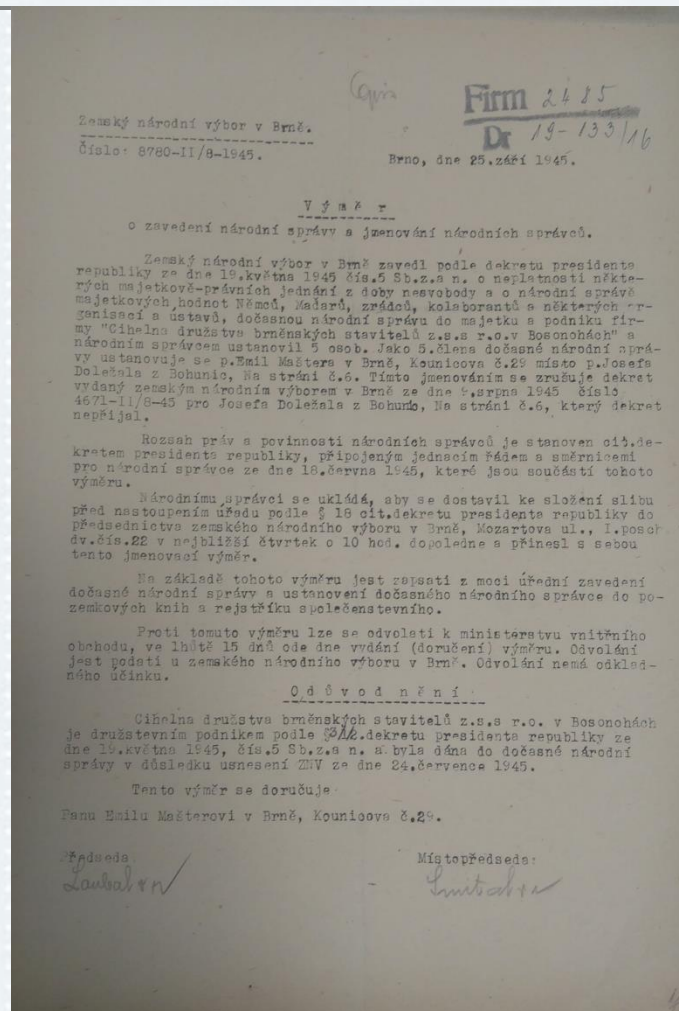 Opis
Firm 2485
Dr 19-133/16
Zemský národní výbor v Brně.
Číslo: 8780-II/8-1945.
Brno, dne 25.září 1945.
V ý m ě r
o zavedení národní správy a jmenování národních správců.
Zemský národní výbor v Brně zavedl podle dekretu presidenta
republiky ze dne 19.května 1945 čís.5 Sb.z.a n. o neplatnosti někte-
rých majetkově-právních jednání z doby nesvobody a o národní správě
majetkových hodnot Němců, Maďarů, zrádců, kolaborantů a některých or-
ganisací a ústavů, dočasnou národní správu do majetku a podniku fir-
my "Cihelna družstva brněnských stavitelů z.s.s r.o.v Bosonohách" a
národním správcem ustanovil 5 osob. Jako 5.člena dočasné národní sprá-
vy ustanovuje se p.Emil Maštera v Brně, Kounicova č.29 místo p.Josefa
Doležala z Bohunic, Na stráni č.6. Tímto jmenováním se zrušuje dekret
vydaný zemským národním výborem v Brně ze dne 9.srpna 1945 číslo
4671-II/8-45 pro Josefa Doležala z Bohunic, Na stráni č.6, který dekret
nepřijal.
Rozsah práv a povinnosti národních správců je stanoven cit.de-
kretem presidenta republiky, připojeným jednacím řádem a směrnicemi
pro národní správce ze dne 18.června 1945, které jsou součástí tohoto
výměru.
Národnímu správci se ukládá, aby se dostavil ke složení slibu
před nastoupením úřadu podle § 18 cit.dekretu presidenta republiky do
předsednictva zemského národního výboru v Brně, Mozartova ul., I.posch
dv.čís.22 v nejbližší čtvrtek o 10 hod. dopoledne a přinesl s sebou
tento jmenovací výměr.
Na základě tohoto výměru jest zapsati z moci úřední zavedení
dočasné národní správy a ustanovení dočasného národního správce do po-
zemkových knih a rejstříku společenstevního.
Proti tomuto výměru lze se odvolati k ministerstvu vnitřního
obchodu, ve lhůtě 15 dnů ode dne vydání (doručení) výměru. Odvolání
jest podati u zemského národního výboru v Brně. Odvolání nemá odklad-
ného účinku.
O d ů v o d n ě n í
Cihelna družstva brněnských stavitelů z.s.s r.o. v Bosonohách
je družstevním podnikem podle dekretu presidenta republiky ze
dne 19.května 1945, čís.5 Sb.z.a n. a byla dána do dočasné národní
správy v důsledku usnesení ZNV ze dne 24.července 1945.
Tento výměr se doručuje
Panu Emilu Mašterovi v Brně, Kounicova č.29.
Předseda:
Místopředseda: